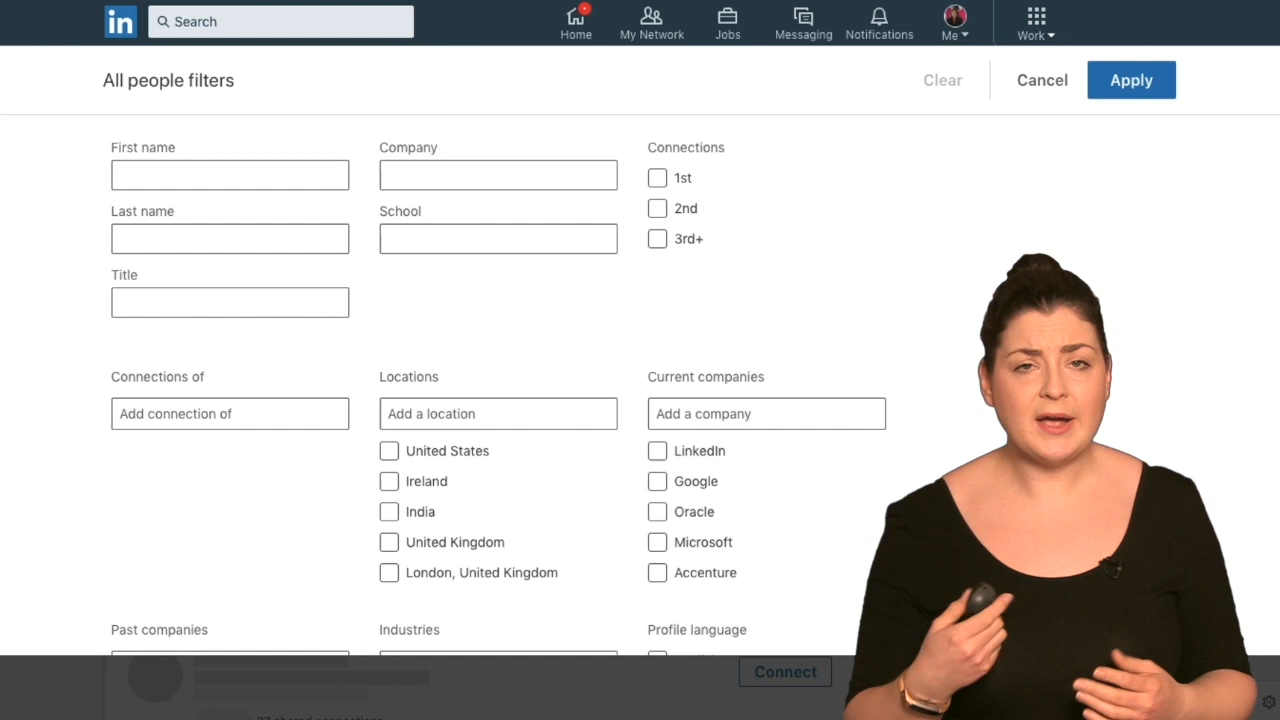 in Search Home My Network Jobs Messaging Notifications Me Work
All people filters Clear Cancel Apply
First name Company Connections
1st
Last name School 2nd
3rd+
Title
Connections of Locations Current companies
Add connection of Add a location Add a company
United States LinkedIn
Ireland Google
India Oracle
United Kingdom Microsoft
London, United Kingdom Accenture
Past companies Industries Profile language
Connect